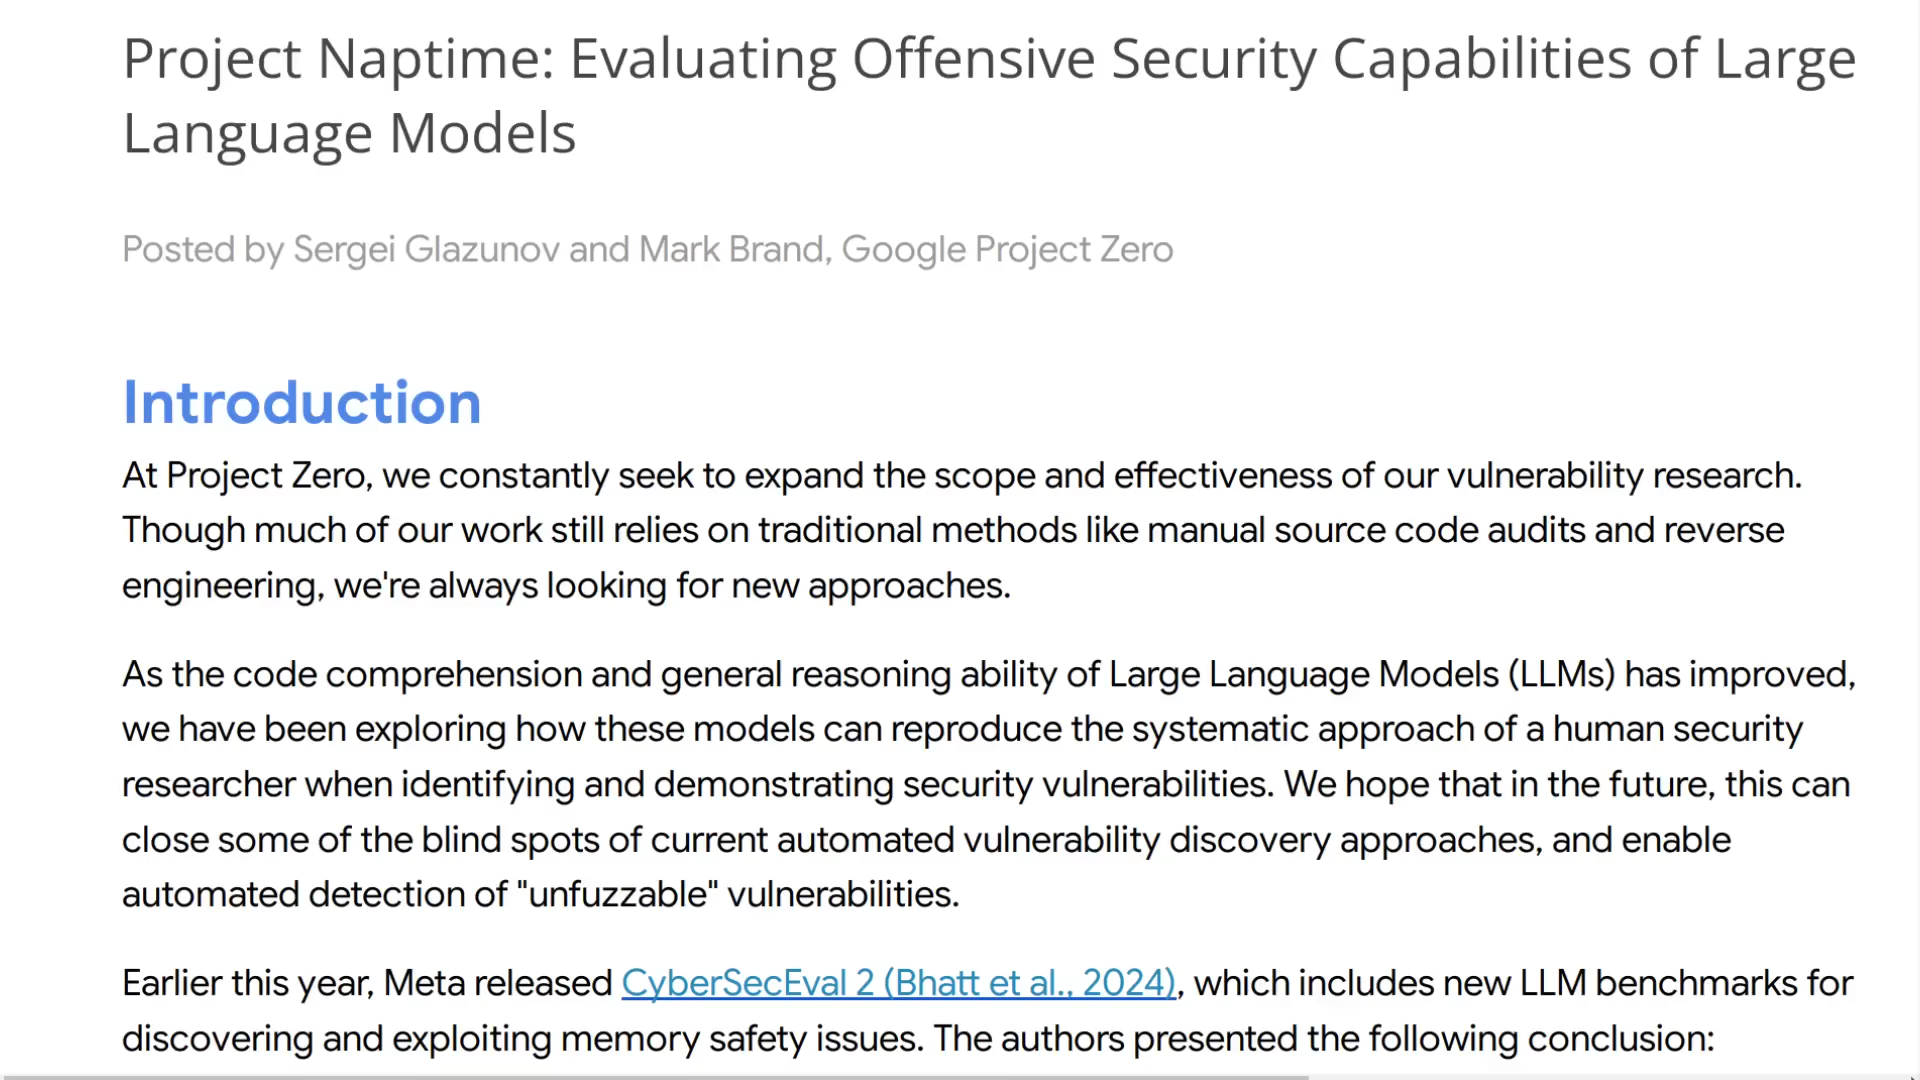 Project Naptime: Evaluating Offensive Security Capabilities of Large
Language Models
Posted by Sergei Glazunov and Mark Brand, Google Project Zero
Introduction
At Project Zero, we constantly seek to expand the scope and effectiveness of our vulnerability research.
Though much of our work still relies on traditional methods like manual source code audits and reverse
engineering, we're always looking for new approaches.
As the code comprehension and general reasoning ability of Large Language Models (LLMs) has improved,
we have been exploring how these models can reproduce the systematic approach of a human security
researcher when identifying and demonstrating security vulnerabilities. We hope that in the future, this can
close some of the blind spots of current automated vulnerability discovery approaches, and enable
automated detection of "unfuzzable" vulnerabilities.
Earlier this year, Meta released CyberSecEval 2 (Bhatt et al., 2024), which includes new LLM benchmarks for
discovering and exploiting memory safety issues. The authors presented the following conclusion: